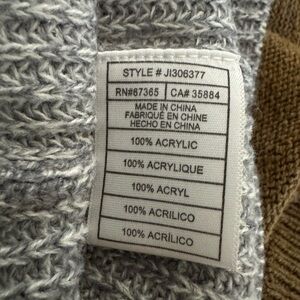 STYLE # JI306377
RN#67365 CA# 35884
MADE IN CHINA
FABRIQUÉ EN CHINE
HECHO EN CHINA
100% ACRYLIC
100% ACRYLIQUE
100% ACRYL
100% ACRILICO
100% ACRÍLICO